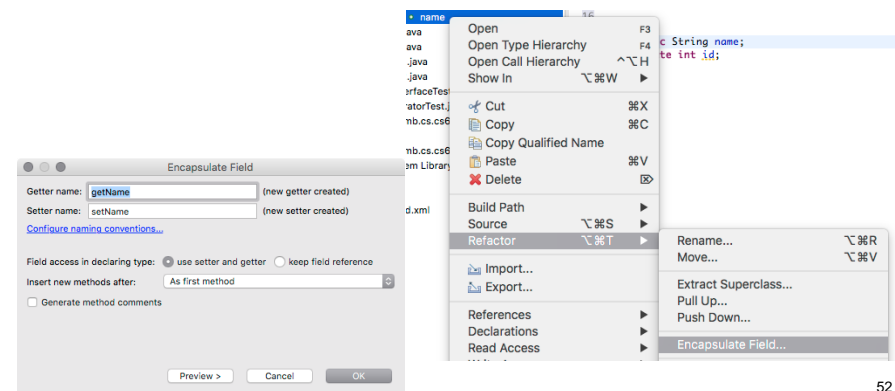 name
16
ava
ava
.java
.java
erfaceTest
ratorTest.j
mb.cs.cs6
mb.cs.cs6
em Library
d.xml
c String name;
te int id;
Open F3
Open Type Hierarchy F4
Open Call Hierarchy ^⌥H
Show In ⌥⌘W ▶
Cut ⌘X
Copy ⌘C
Copy Qualified Name
Paste ⌘V
Delete ⌦
Build Path ▶
Source ⌥⌘S ▶
Refactor ⌥⌘T ▶
Import...
Export...
References ▶
Declarations ▶
Read Access ▶
Rename... ⌥⌘R
Move... ⌥⌘V
Extract Superclass...
Pull Up...
Push Down...
Encapsulate Field...
Encapsulate Field
Getter name: getName (new getter created)
Setter name: setName (new setter created)
Configure naming conventions...
Field access in declaring type: use setter and getter keep field reference
Insert new methods after: As first method
Generate method comments
Preview > Cancel OK
52